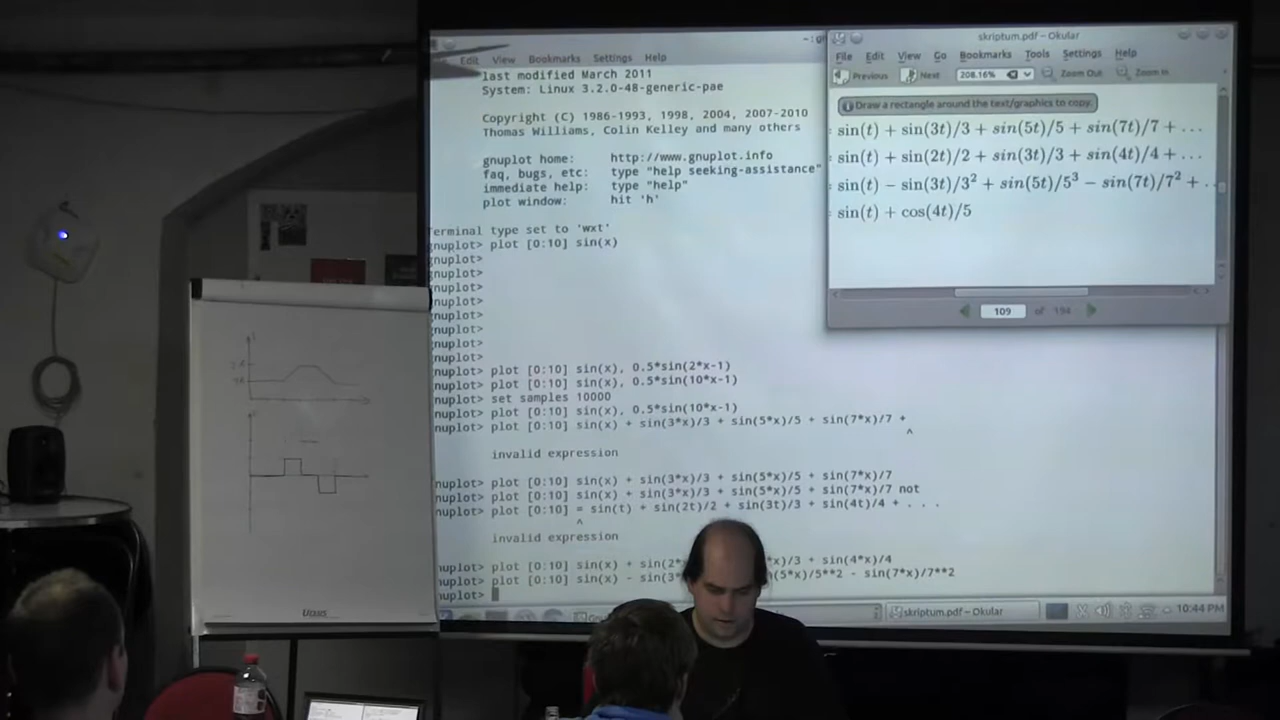 Edit View Bookmarks Settings Help
last modified March 2011
System: Linux 3.2.0-48-generic-pae
Copyright (C) 1986-1993, 1998, 2004, 2007-2010
Thomas Williams, Colin Kelley and many others
gnuplot home: http://www.gnuplot.info
faq, bugs, etc: type "help seeking-assistance"
immediate help: type "help"
plot window: hit 'h'
Terminal type set to 'wxt'
gnuplot> plot [0:10] sin(x)
gnuplot>
gnuplot>
gnuplot>
gnuplot>
gnuplot>
gnuplot>
gnuplot>
gnuplot>
gnuplot> plot [0:10] sin(x), 0.5*sin(2*x-1)
gnuplot> plot [0:10] sin(x), 0.5*sin(10*x-1)
gnuplot> set samples 10000
gnuplot> plot [0:10] sin(x), 0.5*sin(10*x-1)
gnuplot> plot [0:10] sin(x) + sin(3*x)/3 + sin(5*x)/5 + sin(7*x)/7 +
^
invalid expression
gnuplot> plot [0:10] sin(x) + sin(3*x)/3 + sin(5*x)/5 + sin(7*x)/7
gnuplot> plot [0:10] sin(x) + sin(3*x)/3 + sin(5*x)/5 + sin(7*x)/7 not
gnuplot> plot [0:10] = sin(t) + sin(2t)/2 + sin(3t)/3 + sin(4t)/4 + . . .
^
invalid expression
gnuplot> plot [0:10] sin(x) + sin(2* x)/3 + sin(4*x)/4
gnuplot> plot [0:10] sin(x) - sin(3* (5*x)/5**2 - sin(7*x)/7**2
gnuplot>
skriptum.pdf – Okular
File Edit View Go Bookmarks Tools Settings Help
Previous Next 208.16% Zoom Out Zoom In
Draw a rectangle around the text/graphics to copy.
sin(t) + sin(3t)/3 + sin(5t)/5 + sin(7t)/7 + ...
sin(t) + sin(2t)/2 + sin(3t)/3 + sin(4t)/4 + ...
sin(t) − sin(3t)/3² + sin(5t)/5³ − sin(7t)/7² + .
sin(t) + cos(4t)/5
109 of 194
skriptum.pdf – Okular
10:44 PM